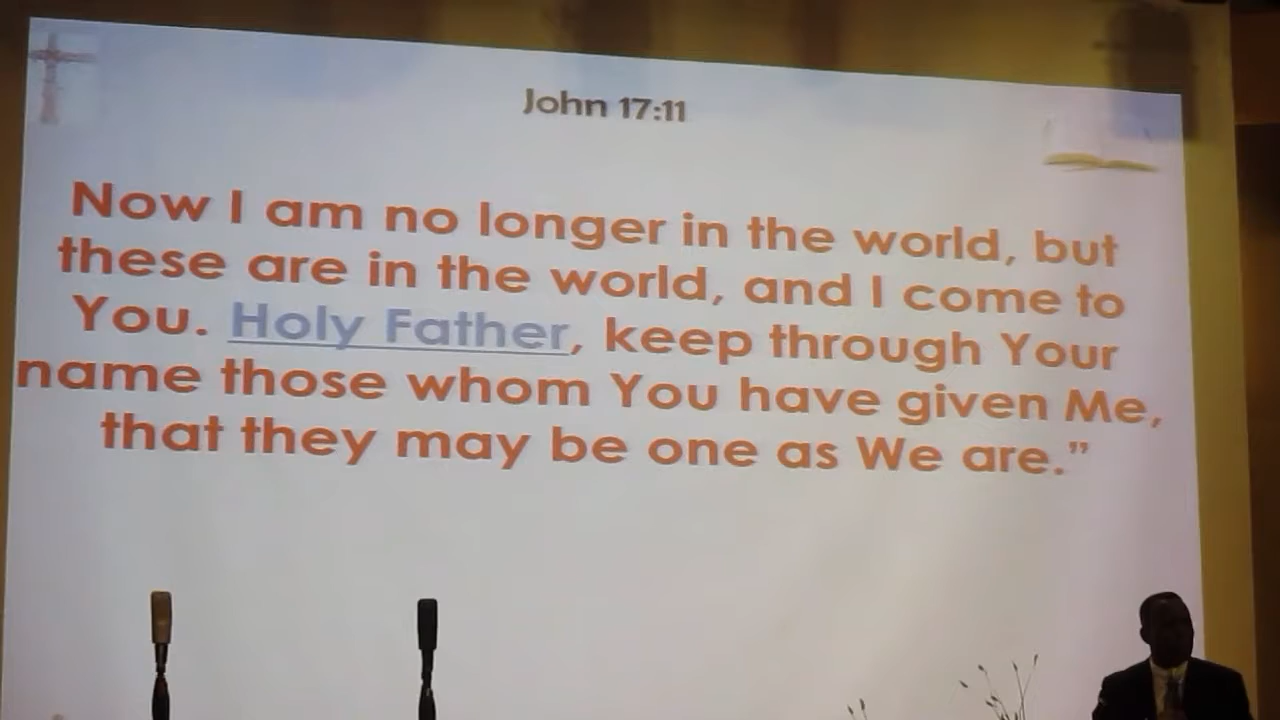 John 17:11
Now I am no longer in the world, but
these are in the world, and I come to
You. Holy Father, keep through Your
name those whom You have given Me,
that they may be one as We are.”